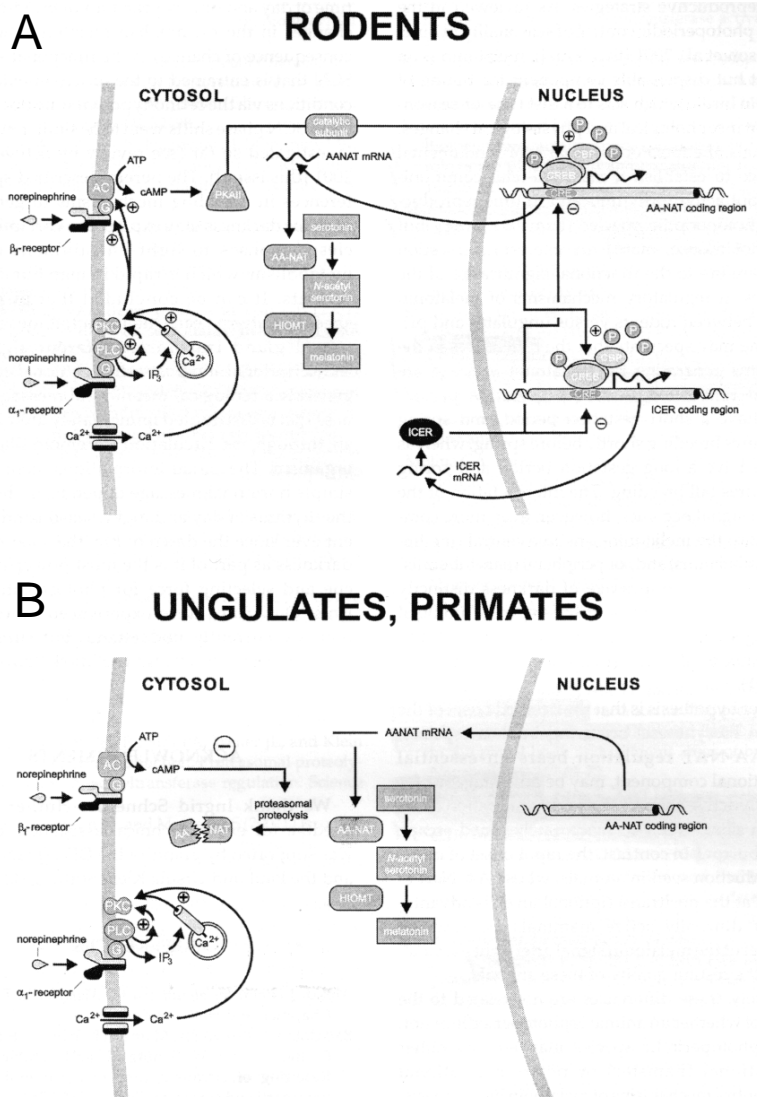 A
RODENTS
CYTOSOL
NUCLEUS
catalytic
subunit
AANAT mRNA
ATP
AC
cAMP
PKAII
norepinephrine
G
β1-receptor
serotonin
AA-NAT
N-acetyl
serotonin
HIOMT
melatonin
P
P
P
P
CBP
CREB
CRE
AA-NAT coding region
PKC
PLC
Ca2+
norepinephrine
G
IP3
α1-receptor
Ca2+
Ca2+
P
P
P
P
CBP
CREB
CRE
ICER coding region
ICER
ICER
mRNA
B
UNGULATES, PRIMATES
CYTOSOL
NUCLEUS
AANAT mRNA
ATP
AC
cAMP
norepinephrine
G
β1-receptor
proteasomal
proteolysis
AA
NAT
serotonin
AA-NAT
N-acetyl
serotonin
HIOMT
melatonin
AA-NAT coding region
PKC
PLC
Ca2+
norepinephrine
G
IP3
α1-receptor
Ca2+
Ca2+